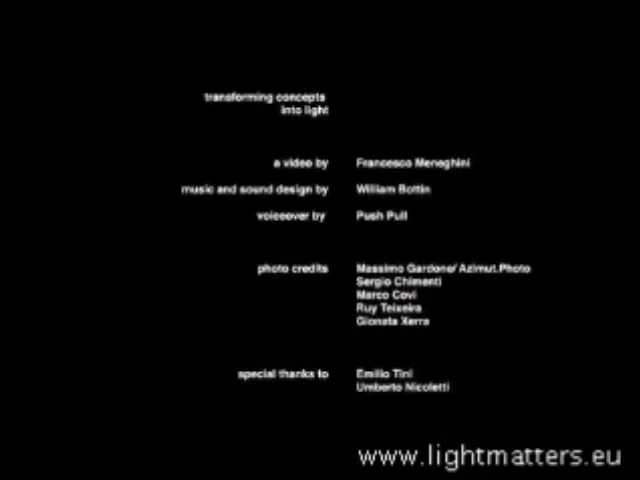 transforming concepts
into light
a video by Francesco Meneghini
music and sound design by William Bottin
voiceover by Push Pull
photo credits Massimo Gardone/ Azimut.Photo
Sergio Chimenti
Marco Covi
Ruy Teixeira
Gionata Xerra
special thanks to Emilio Tini
Umberto Nicoletti
www.lightmatters.eu